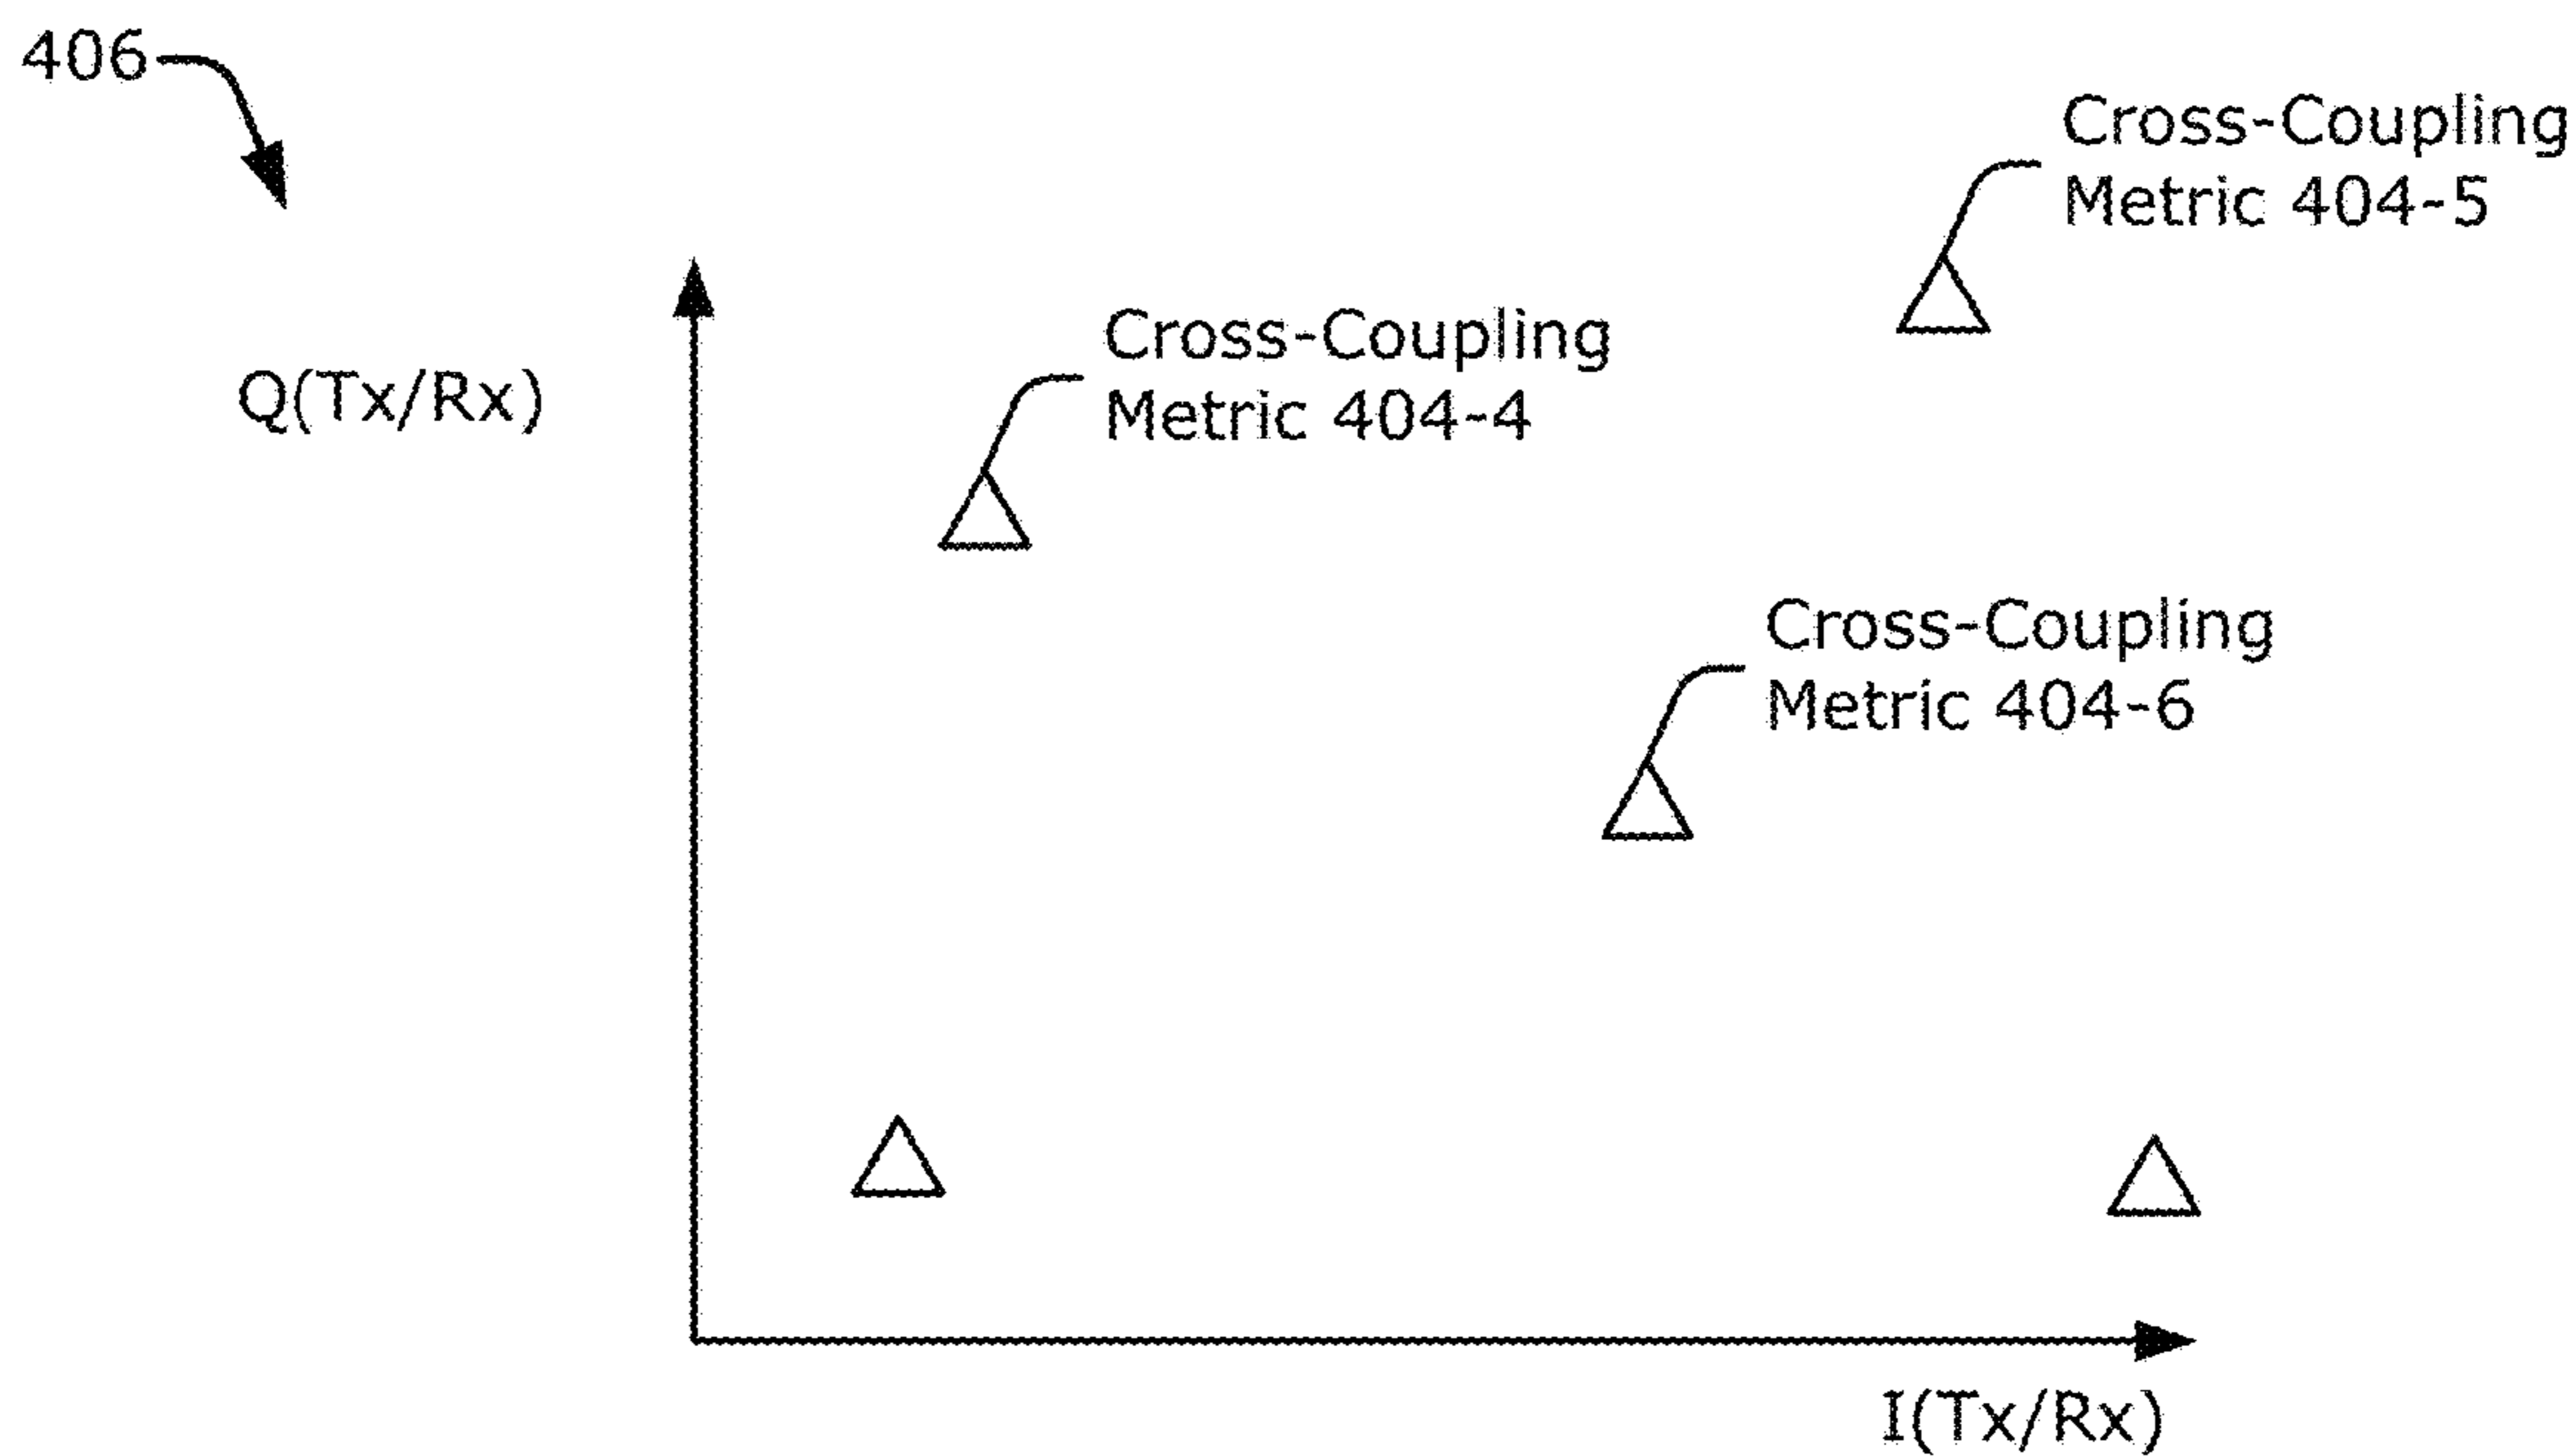 406
Cross-Coupling
Metric 404-5
Cross-Coupling
Metric 404-4
Q(Tx/Rx)
Cross-Coupling
Metric 404-6
I(Tx/Rx)